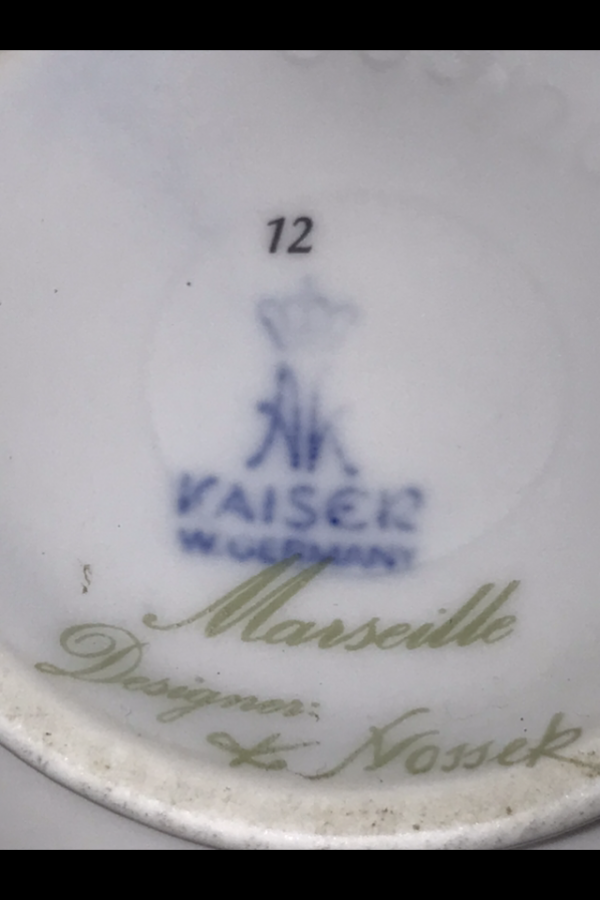 12
AK
KAISER
W. GERMANY
Marseille
Designer:
K Nossek